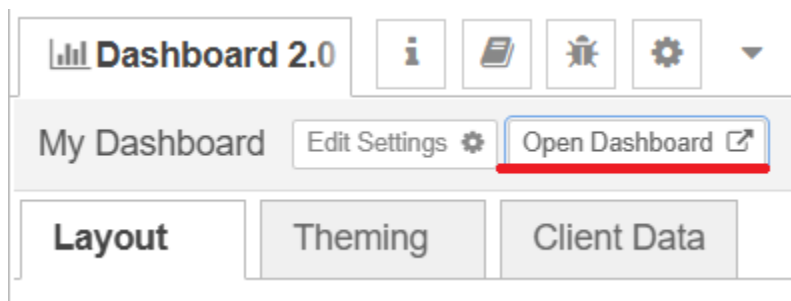 Dashboard 2.0
My Dashboard Edit Settings Open Dashboard
Layout Theming Client Data